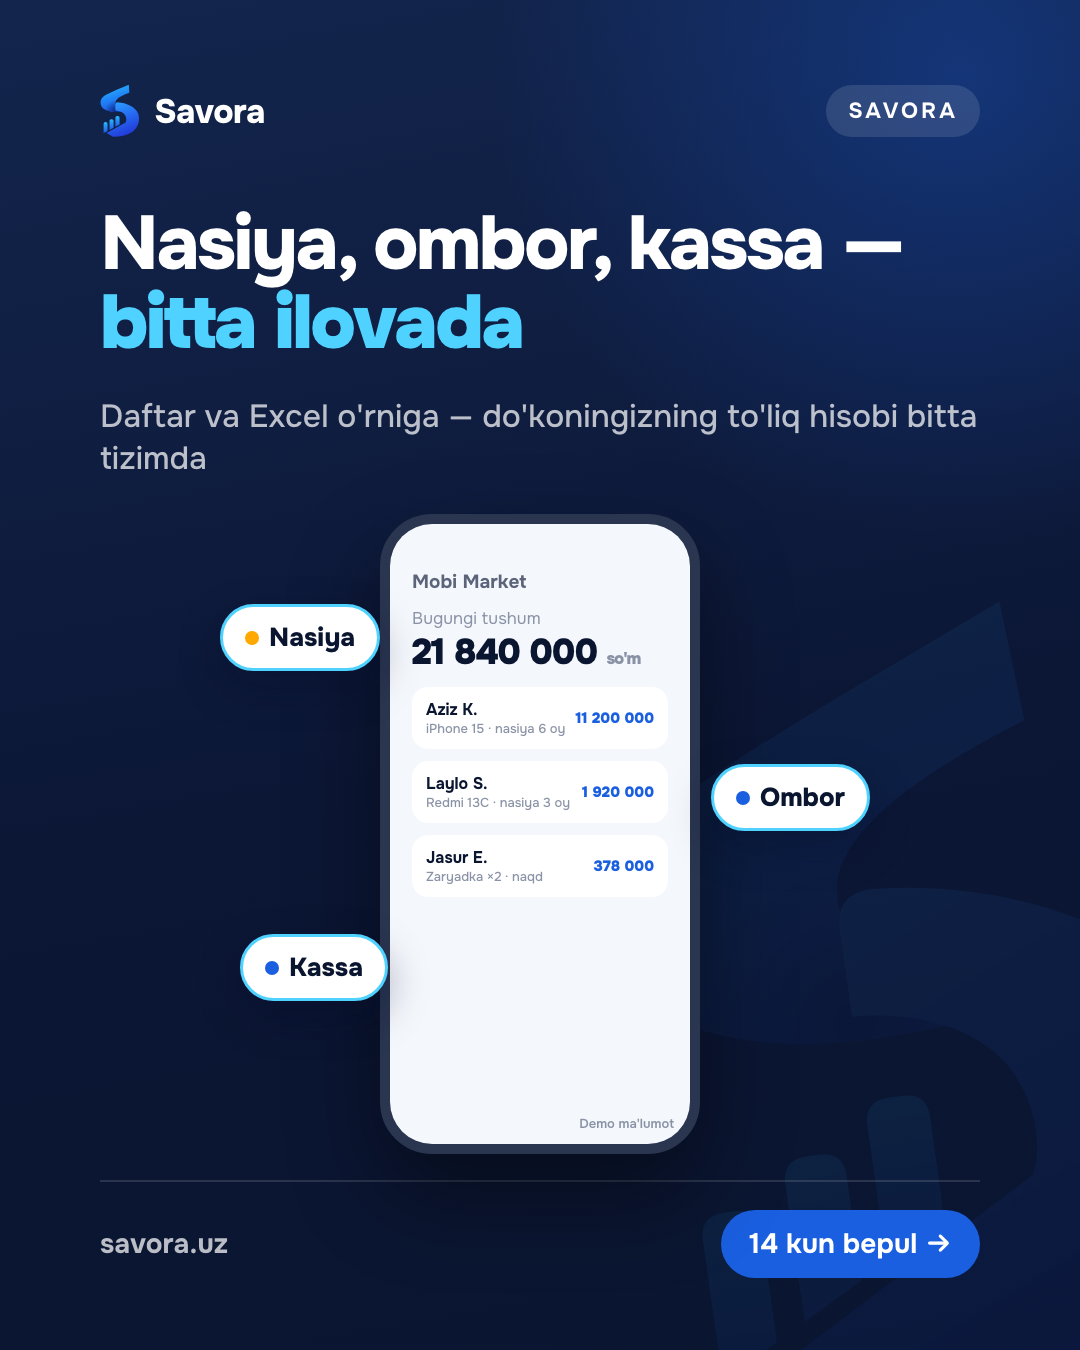 Savora
SAVORA
Nasiya, ombor, kassa —
bitta ilovada
Daftar va Excel o'rniga — do'koningizning to'liq hisobi bitta
tizimda
Mobi Market
Bugungi tushum
21 840 000 so'm
Nasiya
Aziz K.
iPhone 15 · nasiya 6 oy
11 200 000
Laylo S.
Redmi 13C · nasiya 3 oy
1 920 000
Ombor
Jasur E.
Zaryadka ×2 · naqd
378 000
Kassa
Demo ma'lumot
savora.uz
14 kun bepul →